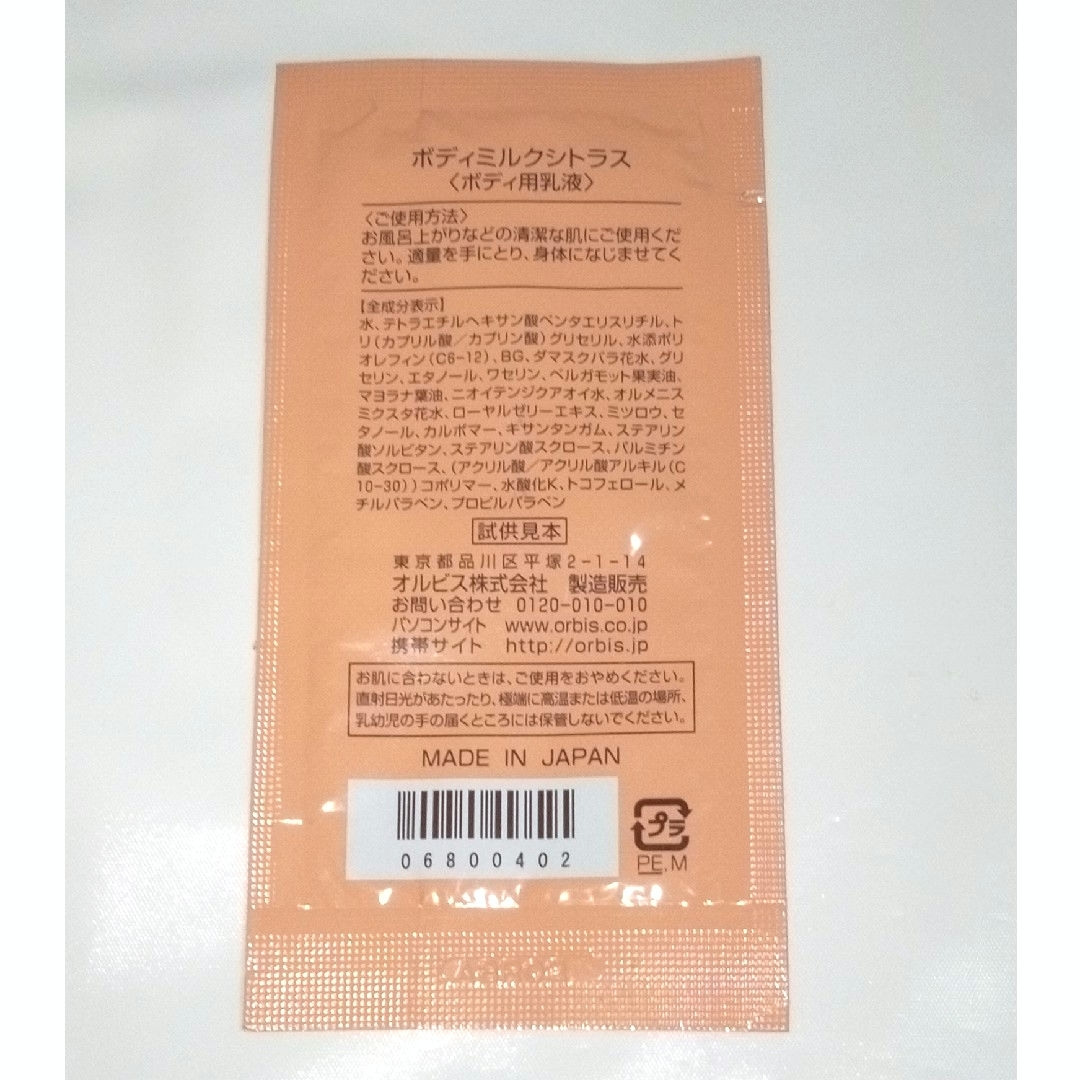 ボディミルクシトラス
〈ボディ用乳液〉
〈ご使用方法〉
お風呂上がりなどの清潔な肌にご使用くだ
さい。適量を手にとり、身体になじませてく
ださい。
【全成分表示】
水、テトラエチルヘキサン酸ペンタエリスリチル、ト
リ(カプリル酸/カプリン酸)グリセリル、水添ポリ
オレフィン(C6-12)、BG、ダマスクバラ花水、グリ
セリン、エタノール、ワセリン、ベルガモット果実油、
マヨラナ葉油、ニオイテンジクアオイ水、オルメニス
ミクスタ花水、ローヤルゼリーエキス、ミツロウ、セ
タノール、カルボマー、キサンタンガム、ステアリン
酸ソルビタン、ステアリン酸スクロース、パルミチン
酸スクロース、(アクリル酸/アクリル酸アルキル(C
10-30))コポリマー、水酸化K、トコフェロール、メ
チルパラベン、プロピルパラベン
試供見本
東京都品川区平塚2-1-14
オルビス株式会社 製造販売
お問い合わせ 0120-010-010
パソコンサイト www.orbis.co.jp
携帯サイト http://orbis.jp
お肌に合わないときは、ご使用をおやめください。
直射日光があたったり、極端に高温または低温の場所、
乳幼児の手の届くところには保管しないでください。
MADE IN JAPAN
06800402
プラ
PE,M